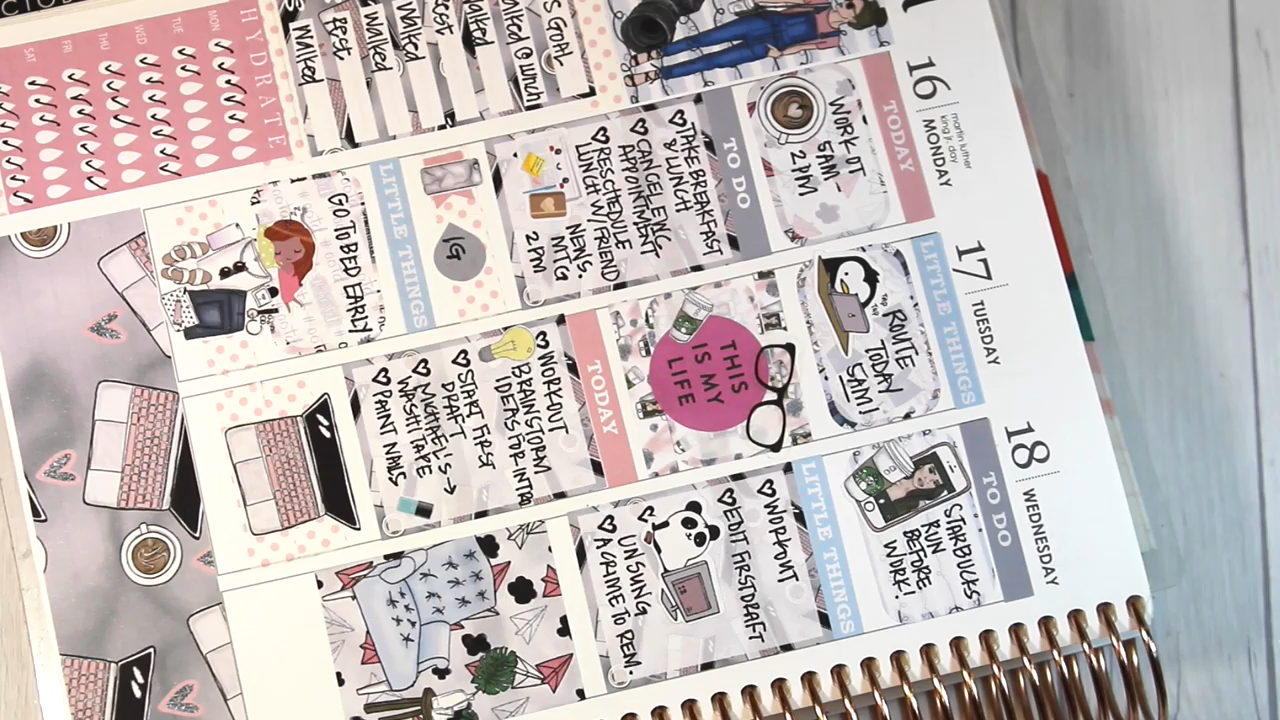 HYDRATE
MON
TUE
WED
THU
FRI
SAT
GOAL
Walked @ lunch
Walked
Rest
Walked
Walked
Rest
Walked
16
MONDAY
martin luther
king jr. day
TODAY
WORK-IT
5AM-
2PM
TO DO
TAKE BREAKFAST
& LUNCH
CANCEL ENG.
APPOINTMENT
RESCHEDULE
LUNCH W/ FRIEND
NEWS
MTG
2PM
19
LITTLE THINGS
GO TO BED EARLY
17
TUESDAY
LITTLE THINGS
ROUTE
TODAY
5AM!
THIS
IS MY
LIFE
TODAY
WORKOUT
BRAINSTORM
IDEAS FOR INTRO
START FIRST
DRAFT
MICHAEL'S →
WASHI TAPE
PAINT NAILS
18
WEDNESDAY
TO DO
STARBUCKS
RUN
BEFORE
WORK!
LITTLE THINGS
WORKOUT
EDIT FIRST DRAFT
UNSUNG
A CRIME TO REM.